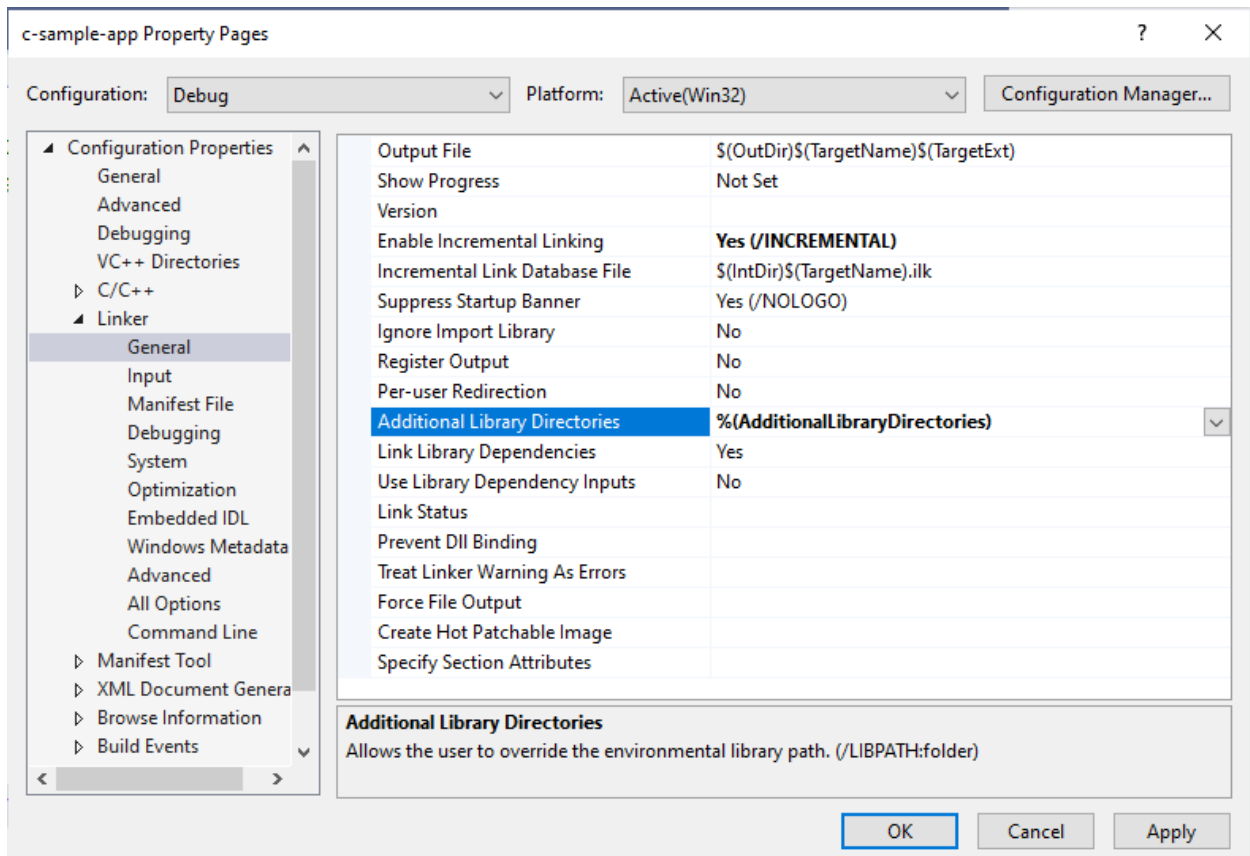 c-sample-app Property Pages ?
Configuration: Debug Platform: Active(Win32) Configuration Manager...
Configuration Properties
General
Advanced
Debugging
VC++ Directories
C/C++
Linker
General
Input
Manifest File
Debugging
System
Optimization
Embedded IDL
Windows Metadata
Advanced
All Options
Command Line
Manifest Tool
XML Document Genera
Browse Information
Build Events
Output File $(OutDir)$(TargetName)$(TargetExt)
Show Progress Not Set
Version
Enable Incremental Linking Yes (/INCREMENTAL)
Incremental Link Database File $(IntDir)$(TargetName).ilk
Suppress Startup Banner Yes (/NOLOGO)
Ignore Import Library No
Register Output No
Per-user Redirection No
Additional Library Directories %(AdditionalLibraryDirectories)
Link Library Dependencies Yes
Use Library Dependency Inputs No
Link Status
Prevent Dll Binding
Treat Linker Warning As Errors
Force File Output
Create Hot Patchable Image
Specify Section Attributes
Additional Library Directories
Allows the user to override the environmental library path. (/LIBPATH:folder)
OK Cancel Apply